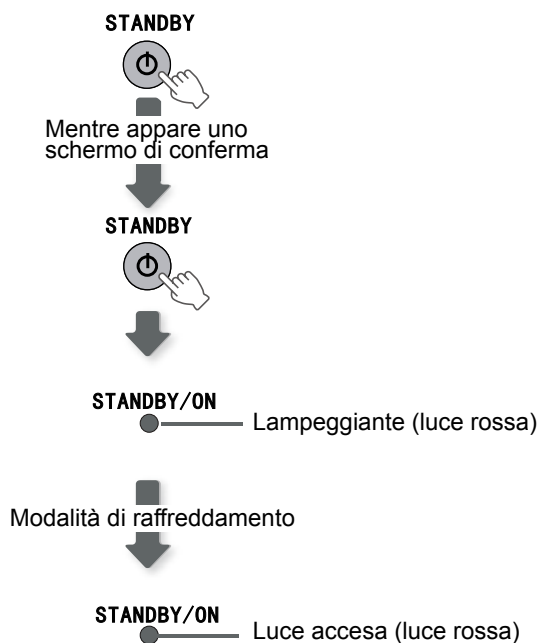 STANDBY
Mentre appare uno
schermo di conferma
STANDBY
STANDBY/ON
Lampeggiante (luce rossa)
Modalità di raffreddamento
STANDBY/ON
Luce accesa (luce rossa)